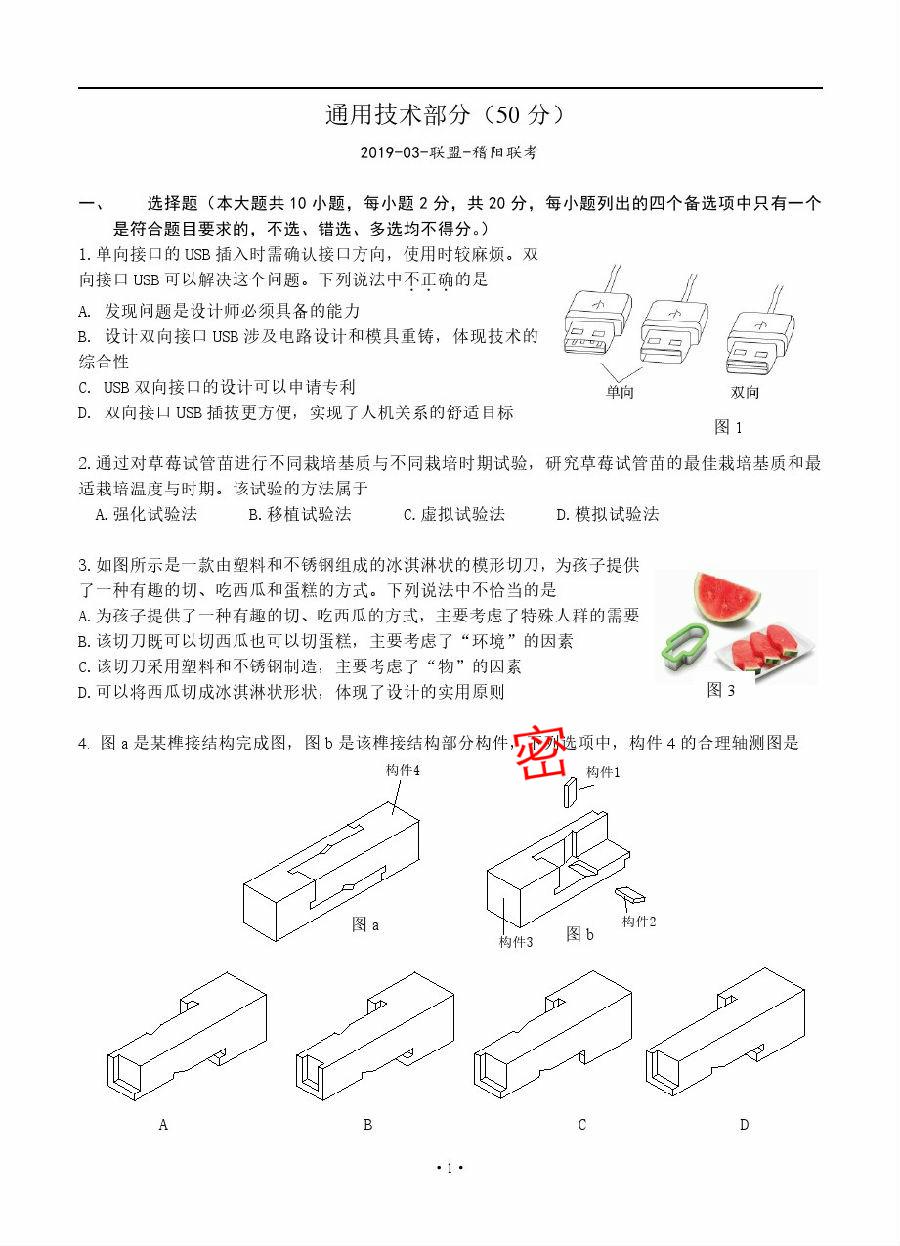 通用技术部分（50 分）
2019-03-联盟-稽阳联考
一、 选择题（本大题共 10 小题，每小题 2 分，共 20 分，每小题列出的四个备选项中只有一个
是符合题目要求的，不选、错选、多选均不得分。）
1.单向接口的 USB 插入时需确认接口方向，使用时较麻烦。双
向接口 USB 可以解决这个问题。下列说法中不正确的是
A. 发现问题是设计师必须具备的能力
B. 设计双向接口 USB 涉及电路设计和模具重铸，体现技术的
综合性
C. USB 双向接口的设计可以申请专利
D. 双向接口 USB 插拔更方便，实现了人机关系的舒适目标
单向
双向
图 1
2.通过对草莓试管苗进行不同栽培基质与不同栽培时期试验，研究草莓试管苗的最佳栽培基质和最
适栽培温度与时期。该试验的方法属于
A.强化试验法 B.移植试验法 C.虚拟试验法 D.模拟试验法
3.如图所示是一款由塑料和不锈钢组成的冰淇淋状的模形切刀，为孩子提供
了一种有趣的切、吃西瓜和蛋糕的方式。下列说法中不恰当的是
A.为孩子提供了一种有趣的切、吃西瓜的方式，主要考虑了特殊人群的需要
B.该切刀既可以切西瓜也可以切蛋糕，主要考虑了“环境”的因素
C.该切刀采用塑料和不锈钢制造，主要考虑了“物”的因素
D.可以将西瓜切成冰淇淋状形状，体现了设计的实用原则
图 3
4. 图 a 是某榫接结构完成图，图 b 是该榫接结构部分构件，下列选项中，构件 4 的合理轴测图是
密
构件4
图 a
构件1
构件2
构件3
图 b
A B C D
·1·